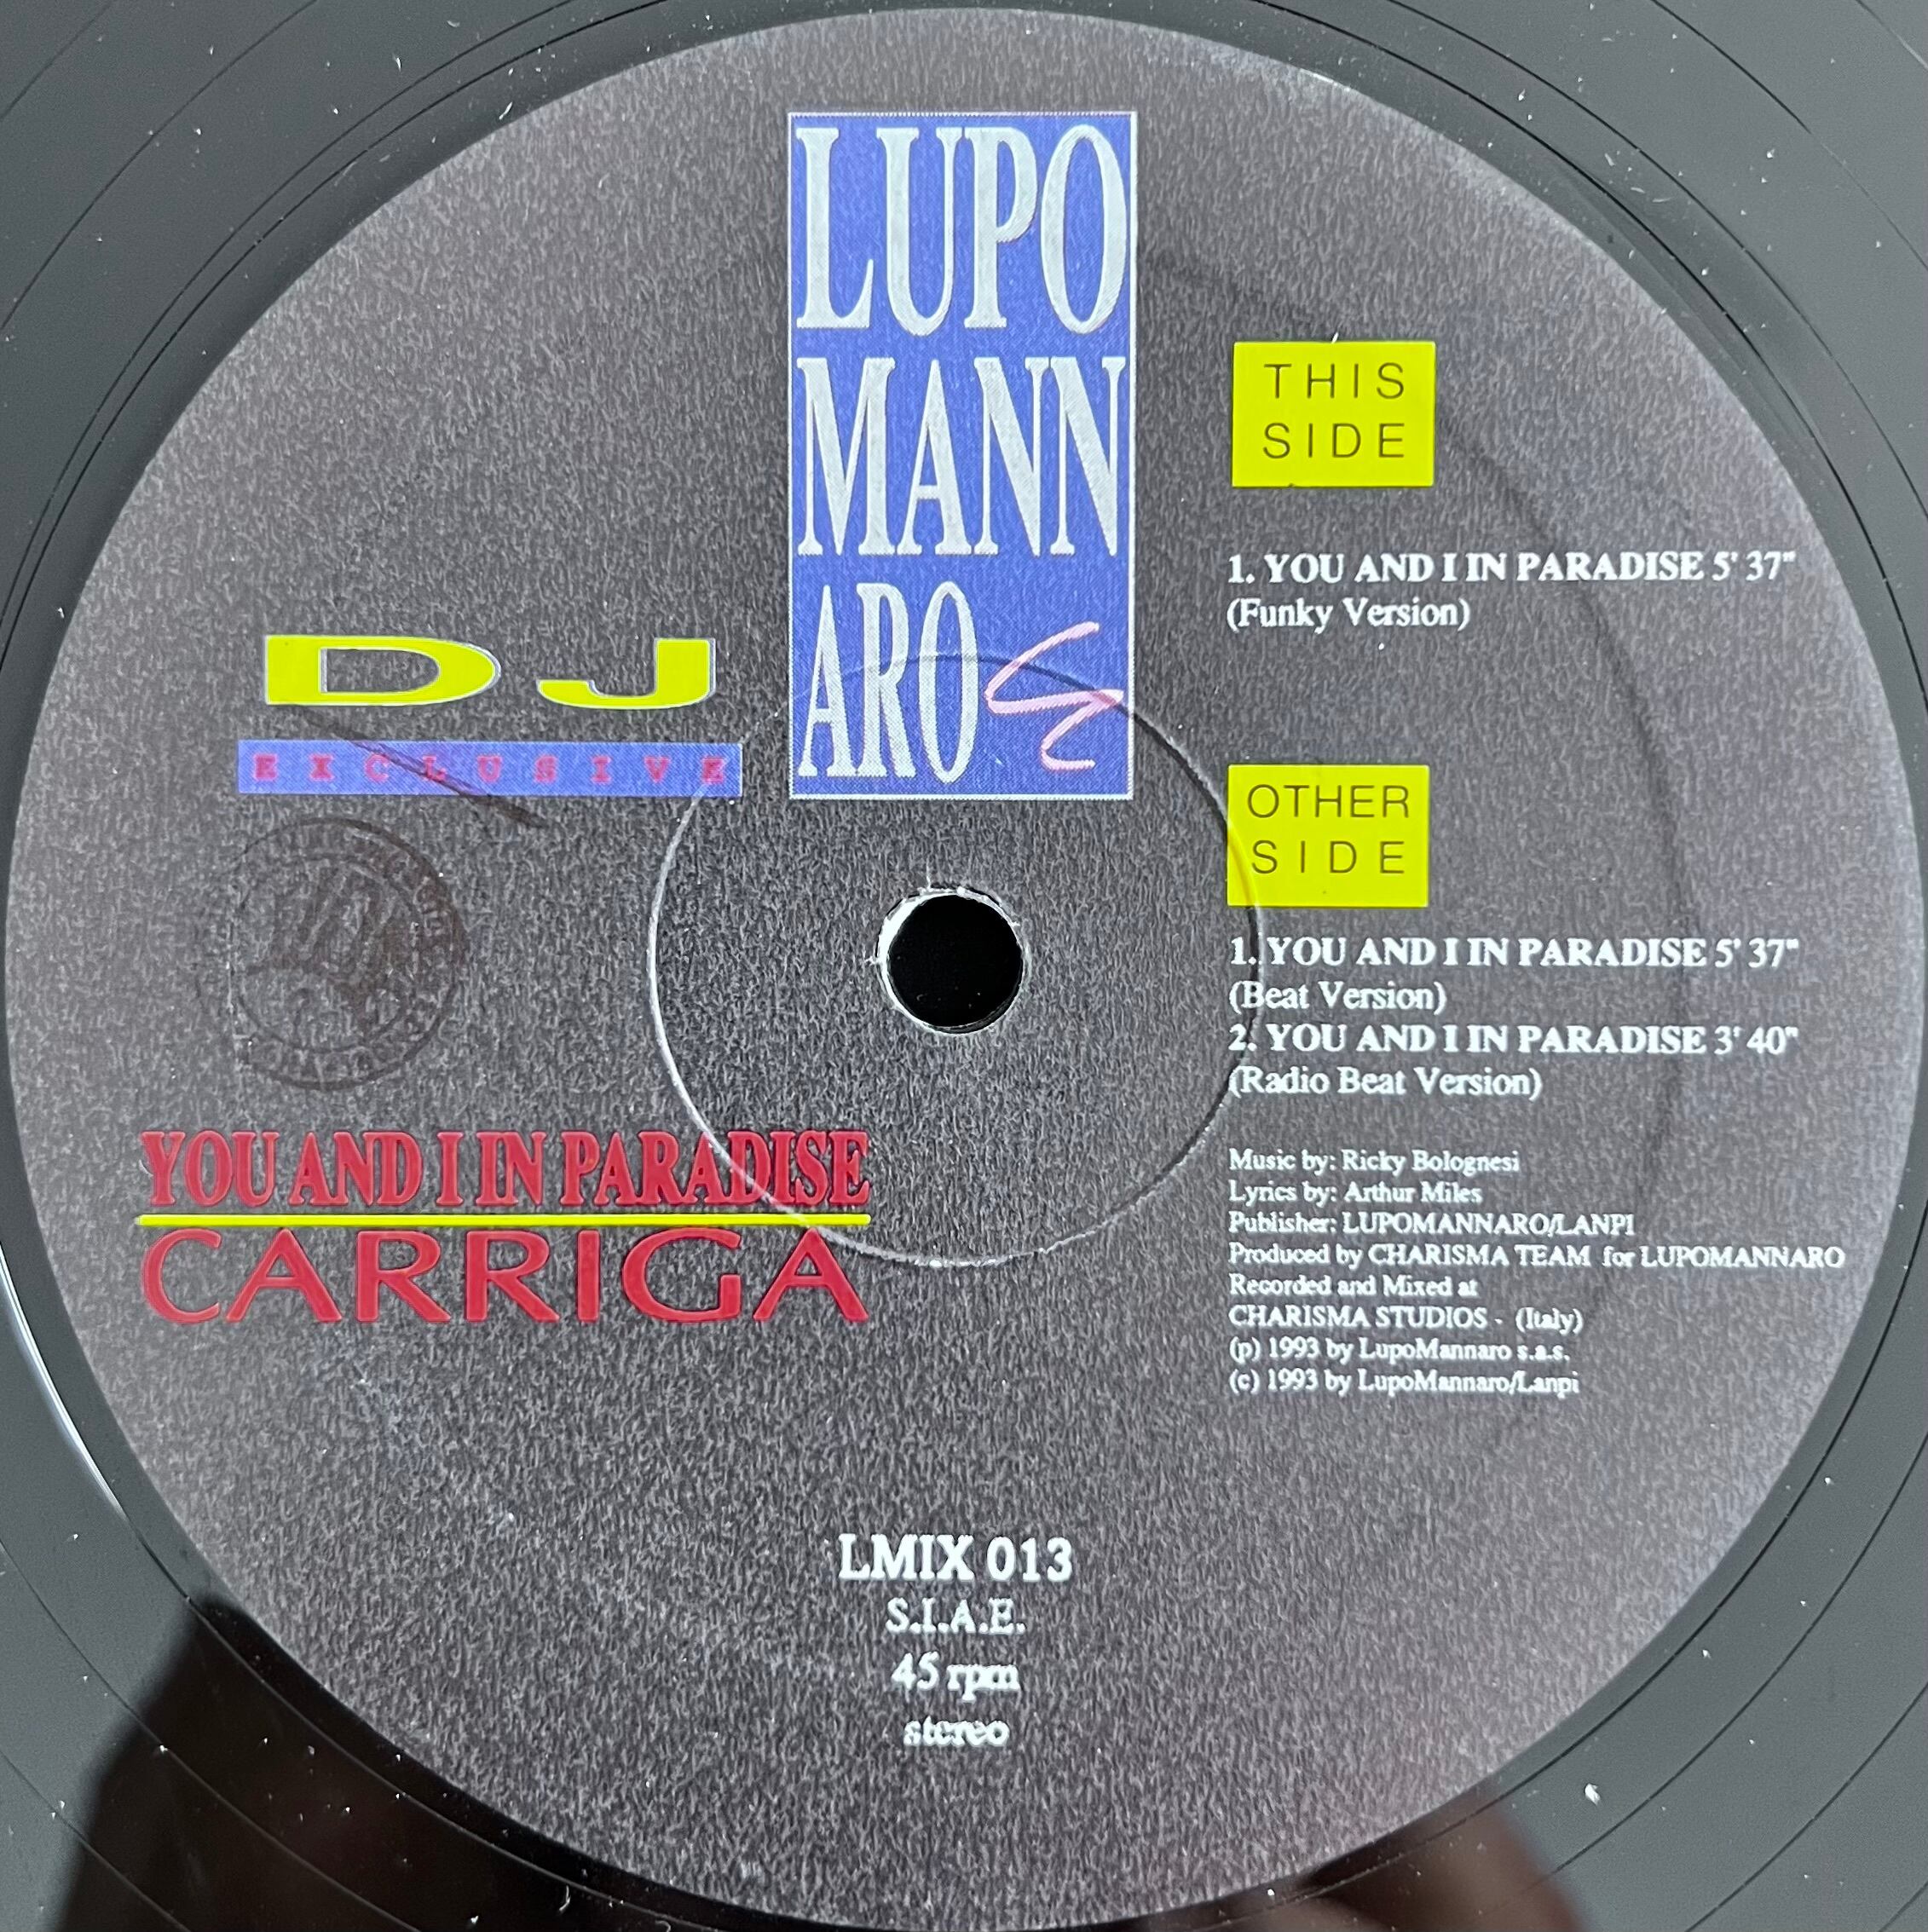 LUPO
MANN
ARO
THIS
SIDE
1. YOU AND I IN PARADISE 5' 37"
(Funky Version)
DJ
EXCLUSIVE
OTHER
SIDE
1. YOU AND I IN PARADISE 5' 37"
(Beat Version)
2. YOU AND I IN PARADISE 3' 40"
(Radio Beat Version)
YOU AND I IN PARADISE
CARRIGA
Music by: Ricky Bolognesi
Lyrics by: Arthur Miles
Publisher: LUPOMANNARO/LANPI
Produced by CHARISMA TEAM for LUPOMANNARO
Recorded and Mixed at
CHARISMA STUDIOS - (Italy)
(p) 1993 by LupoMannaro s.a.s.
(c) 1993 by LupoMannaro/Lanpi
LMIX 013
S.I.A.E.
45 rpm
stereo